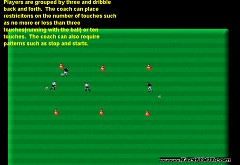 Players are grouped by three and dribble
back and forth. The coach can place
restricitons on the number of touches such
as no more or less than three
touches(running with the ball) or ten
touches. The coach can also require
patterns such as stop and starts.